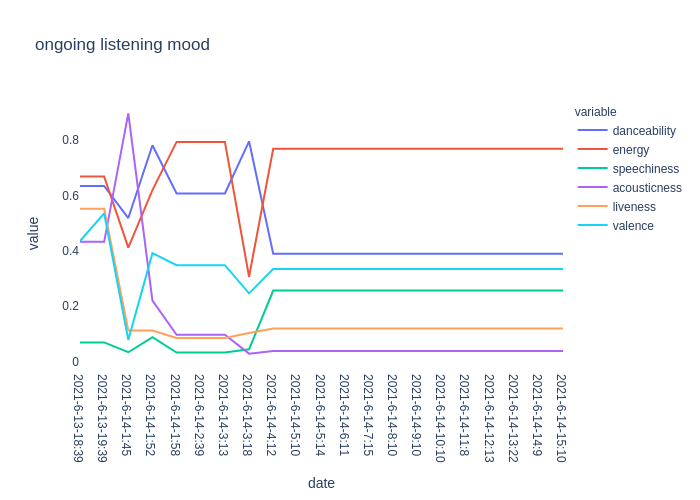 ongoing listening mood
variable
danceability
energy
speechiness
acousticness
liveness
valence
value
0.8
0.6
0.4
0.2
0
2021-6-13-18:39
2021-6-13-19:39
2021-6-14-1:45
2021-6-14-1:52
2021-6-14-1:58
2021-6-14-2:39
2021-6-14-3:13
2021-6-14-3:18
2021-6-14-4:12
2021-6-14-5:10
2021-6-14-5:14
2021-6-14-6:11
2021-6-14-7:15
2021-6-14-8:10
2021-6-14-9:10
2021-6-14-10:10
2021-6-14-11:8
2021-6-14-12:13
2021-6-14-13:22
2021-6-14-14:9
2021-6-14-15:10
date